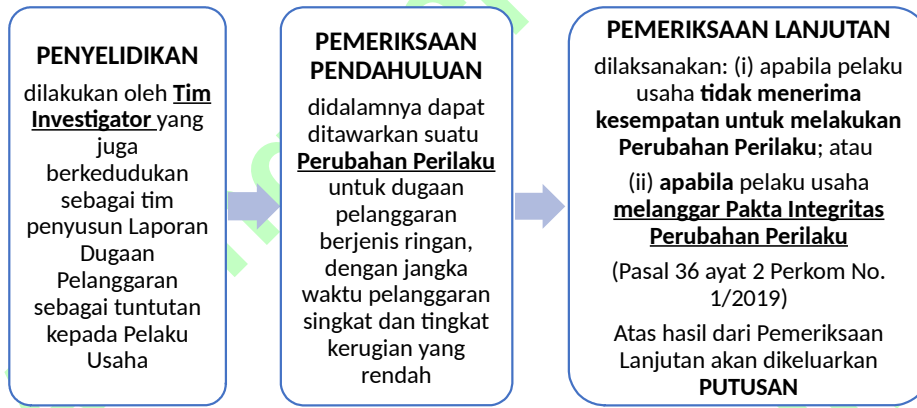 PENYELIDIKAN
dilakukan oleh Tim
Investigator yang
juga
berkedudukan
sebagai tim
penyusun Laporan
Dugaan
Pelanggaran
sebagai tuntutan
kepada Pelaku
Usaha
PEMERIKSAAN
PENDAHULUAN
didalamnya dapat
ditawarkan suatu
Perubahan Perilaku
untuk dugaan
pelanggaran
berjenis ringan,
dengan jangka
waktu pelanggaran
singkat dan tingkat
kerugian yang
rendah
PEMERIKSAAN LANJUTAN
dilaksanakan: (i) apabila pelaku
usaha tidak menerima
kesempatan untuk melakukan
Perubahan Perilaku; atau
(ii) apabila pelaku usaha
melanggar Pakta Integritas
Perubahan Perilaku
(Pasal 36 ayat 2 Perkom No.
1/2019)
Atas hasil dari Pemeriksaan
Lanjutan akan dikeluarkan
PUTUSAN